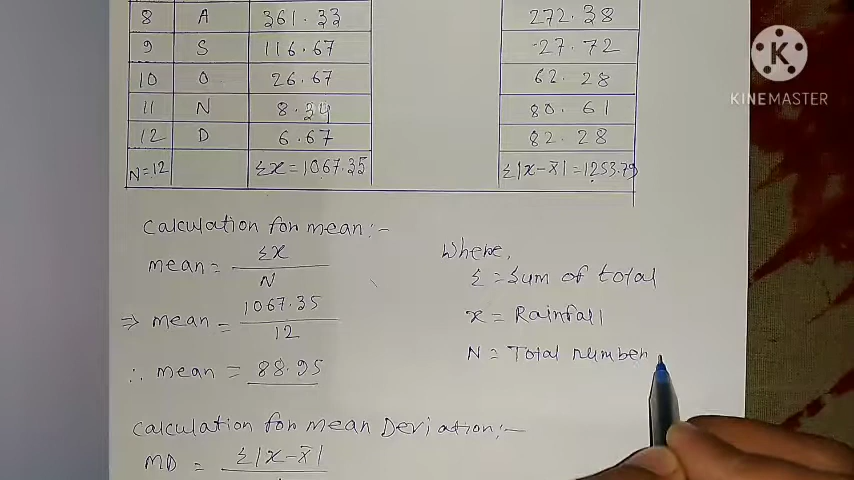 8 A 361.33 272.38
9 S 116.67 27.72
10 O 26.67 62.28
11 N 8.34 80.61
12 D 6.67 82.28
N=12 Σx=1067.35 Σ|x-x̄|=1253.79
K
KINEMASTER
Calculation for mean:-
mean = Σx / N
⇒ mean = 1067.35 / 12
∴ mean = 88.95
Where,
Σ = Sum of total
x = Rainfall
N = Total number
Calculation for mean Deviation:-
MD = Σ|x-x̄|